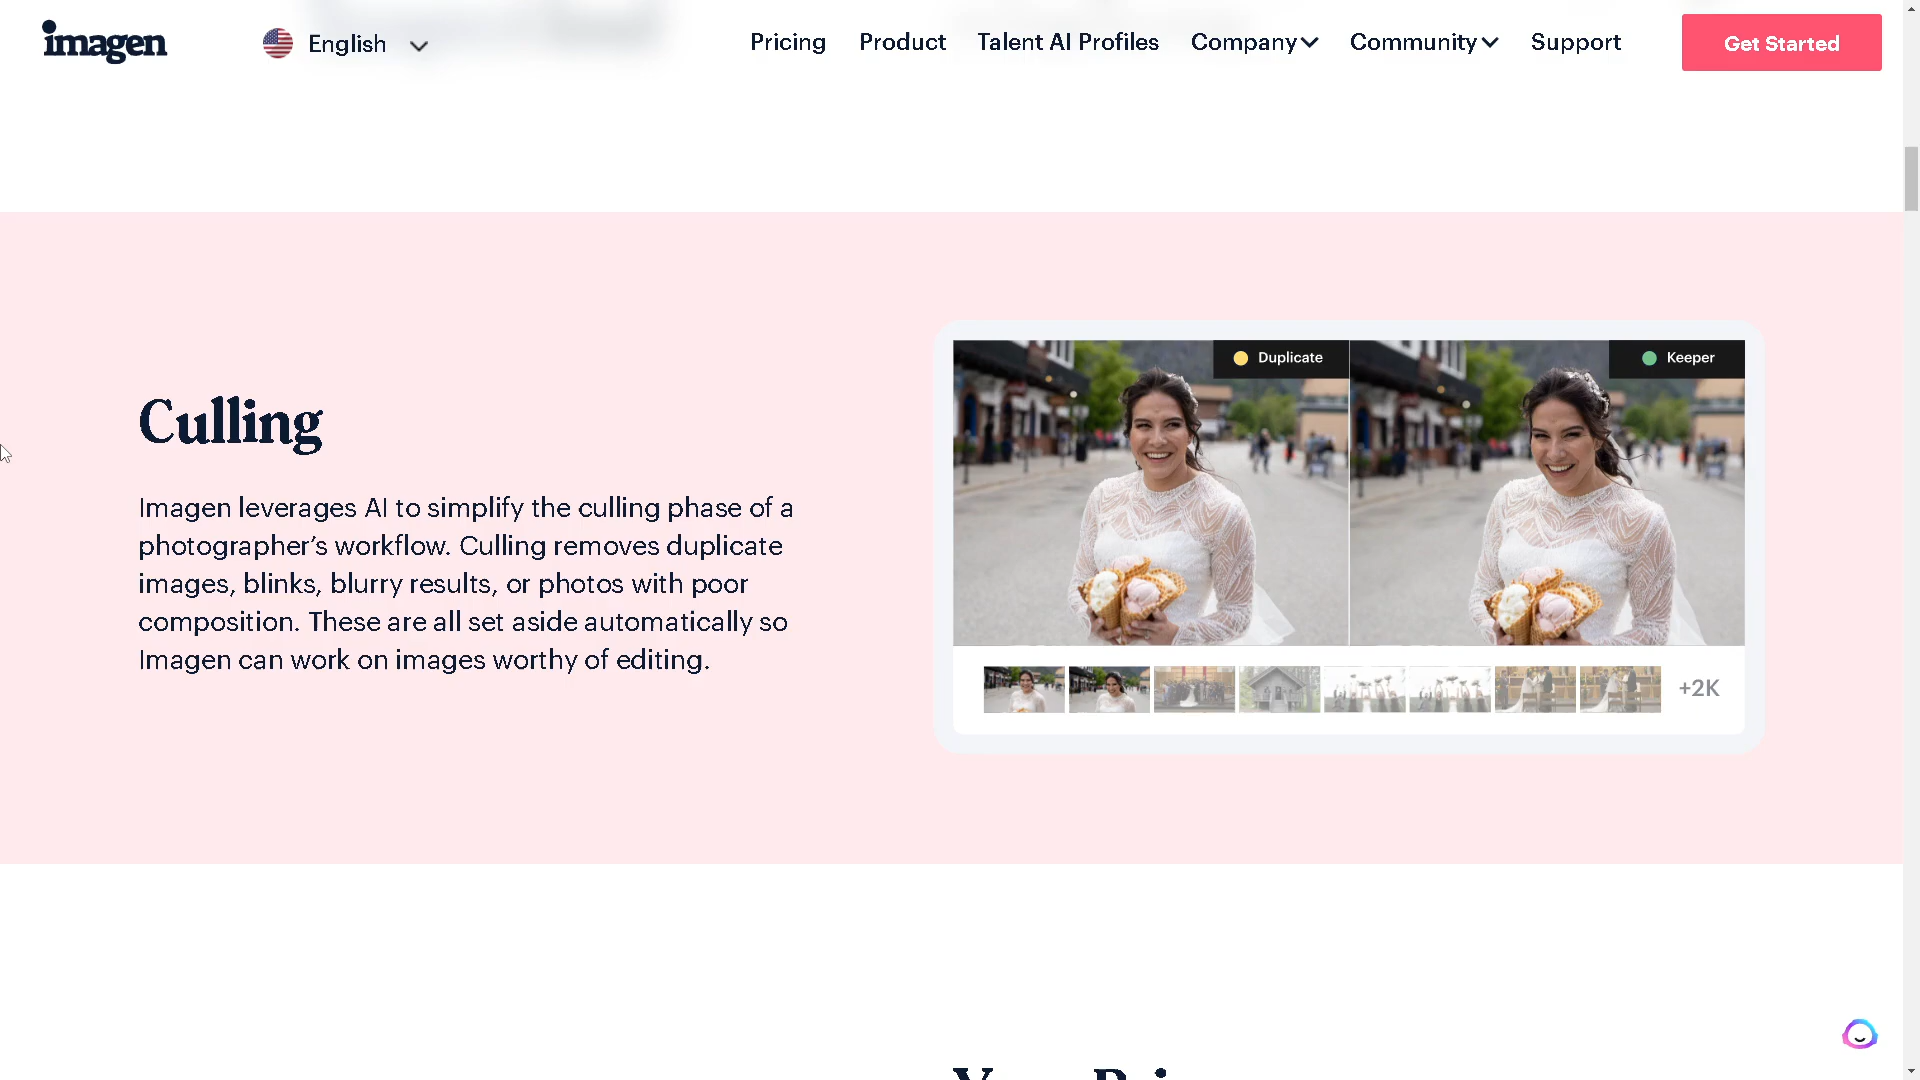 imagen
English
Pricing
Product
Talent AI Profiles
Company
Community
Support
Get Started
Duplicate
Keeper
Culling
Imagen leverages AI to simplify the culling phase of a
photographer’s workflow. Culling removes duplicate
images, blinks, blurry results, or photos with poor
composition. These are all set aside automatically so
Imagen can work on images worthy of editing.
+2K